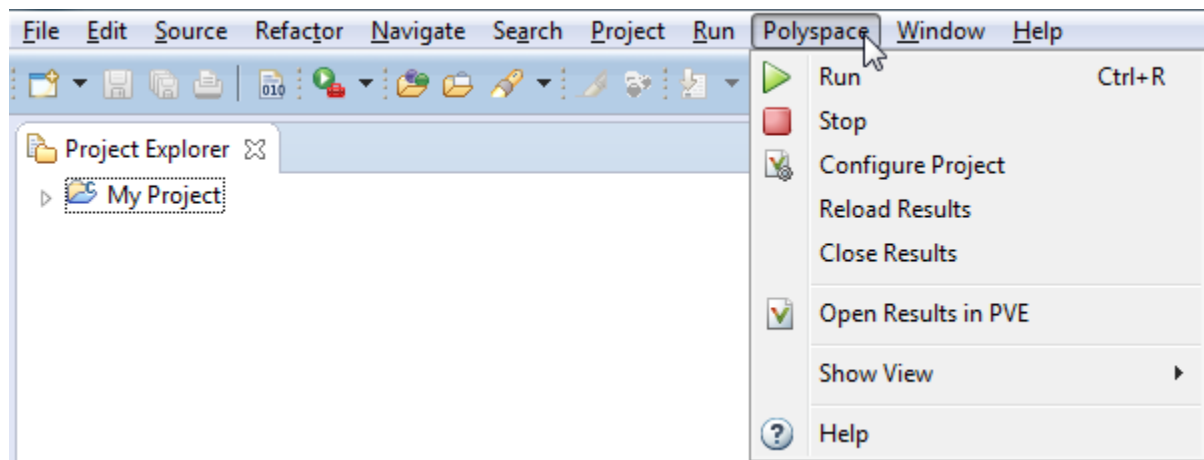 File Edit Source Refactor Navigate Search Project Run Polyspace Window Help
010
Run Ctrl+R
Stop
Project Explorer
Configure Project
My Project
Reload Results
Close Results
Open Results in PVE
Show View
Help